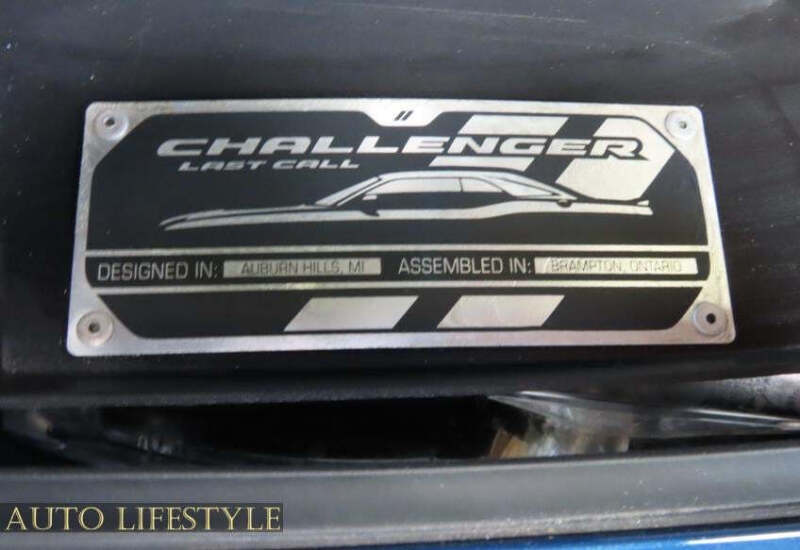 CHALLENGER
LAST CALL
DESIGNED IN: AUBURN HILLS, MI ASSEMBLED IN: BRAMPTON, ONTARIO
AUTO LIFESTYLE